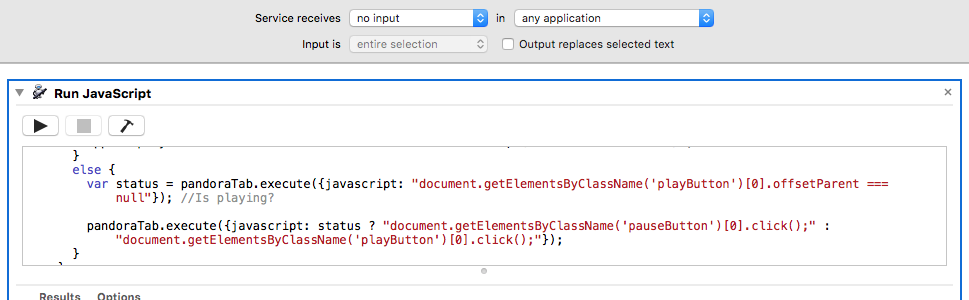 Service receives no input in any application
Input is entire selection Output replaces selected text
Run JavaScript
}
else {
var status = pandoraTab.execute({javascript: "document.getElementsByClassName('playButton')[0].offsetParent ===
null"}); //Is playing?
pandoraTab.execute({javascript: status ? "document.getElementsByClassName('pauseButton')[0].click();" :
"document.getElementsByClassName('playButton')[0].click();"});
}
Results Options